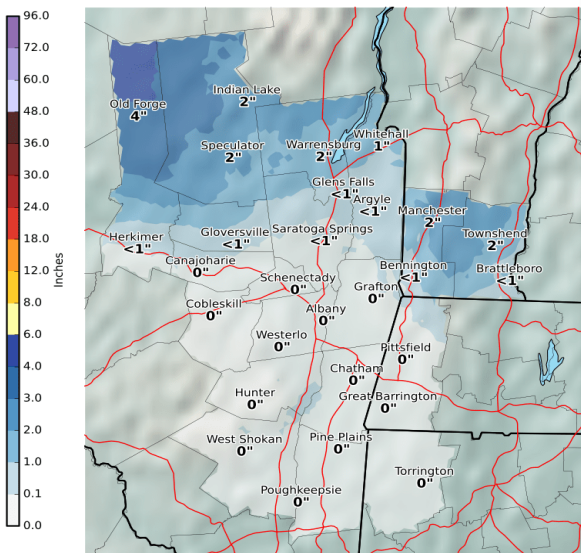 96.0
72.0
60.0
48.0
36.0
30.0
24.0
18.0
12.0
8.0
6.0
4.0
3.0
2.0
1.0
0.1
0.0
Inches
Old Forge
4"
Indian Lake
2"
Speculator
2"
Warrensburg
2"
Whitehall
1"
Glens Falls
<1"
Argyle
<1"
Manchester
2"
Townshend
2"
Herkimer
<1"
Gloversville
<1"
Saratoga Springs
<1"
Canajoharie
0"
Schenectady
0"
Bennington
<1"
Brattleboro
<1"
Grafton
0"
Cobleskill
0"
Albany
0"
Westerlo
0"
Pittsfield
0"
Chatham
0"
Hunter
0"
Great Barrington
0"
West Shokan
0"
Pine Plains
0"
Torrington
0"
Poughkeepsie
0"